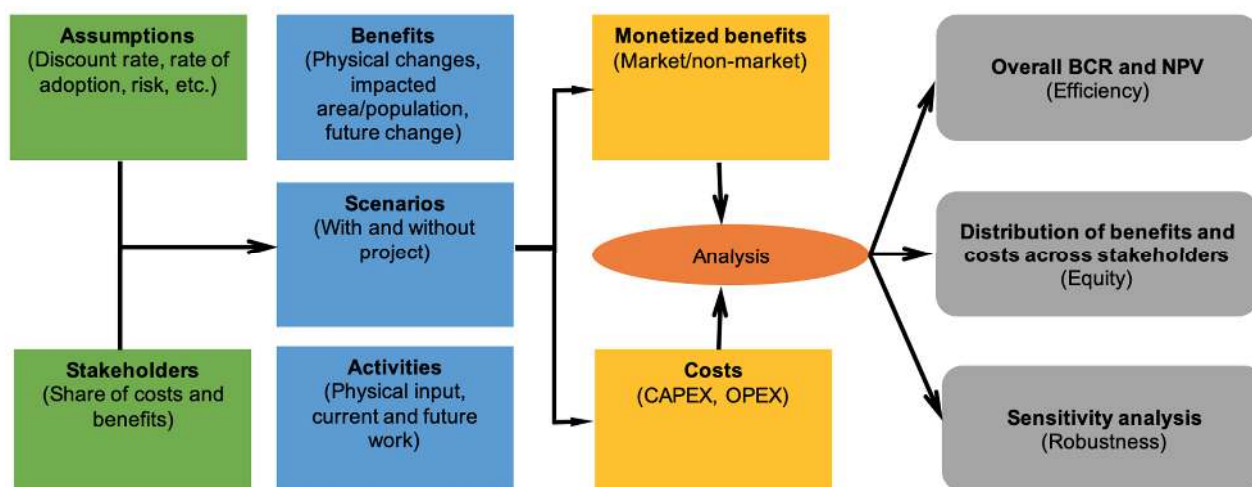 Assumptions
(Discount rate, rate of
adoption, risk, etc.)
Stakeholders
(Share of costs and
benefits)
Benefits
(Physical changes,
impacted
area/population,
future change)
Scenarios
(With and without
project)
Activities
(Physical input,
current and future
work)
Monetized benefits
(Market/non-market)
Analysis
Costs
(CAPEX, OPEX)
Overall BCR and NPV
(Efficiency)
Distribution of benefits and
costs across stakeholders
(Equity)
Sensitivity analysis
(Robustness)